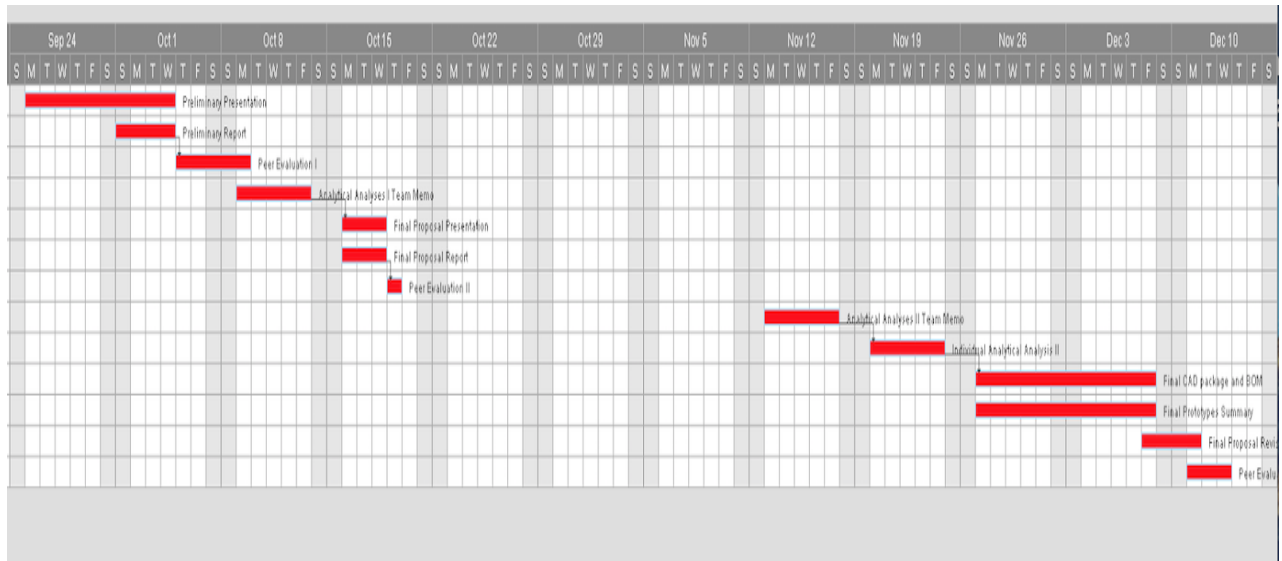 Sep 24 Oct 1 Oct 8 Oct 15 Oct 22 Oct 29 Nov 5 Nov 12 Nov 19 Nov 26 Dec 3 Dec 10
S M T W T F S S M T W T F S S M T W T F S S M T W T F S S M T W T F S S M T W T F S S M T W T F S S M T W T F S S M T W T F S S M T W T F S S M T W T F S S M T W T F S
Preliminary Presentation
Preliminary Report
Peer Evaluation I
Analytical Analyses I Team Memo
Final Proposal Presentation
Final Proposal Report
Peer Evaluation II
Analytical Analyses II Team Memo
Individual Analytical Analysis II
Final CAD package and BOM
Final Prototypes Summary
Final Proposal Revis
Peer Evalu